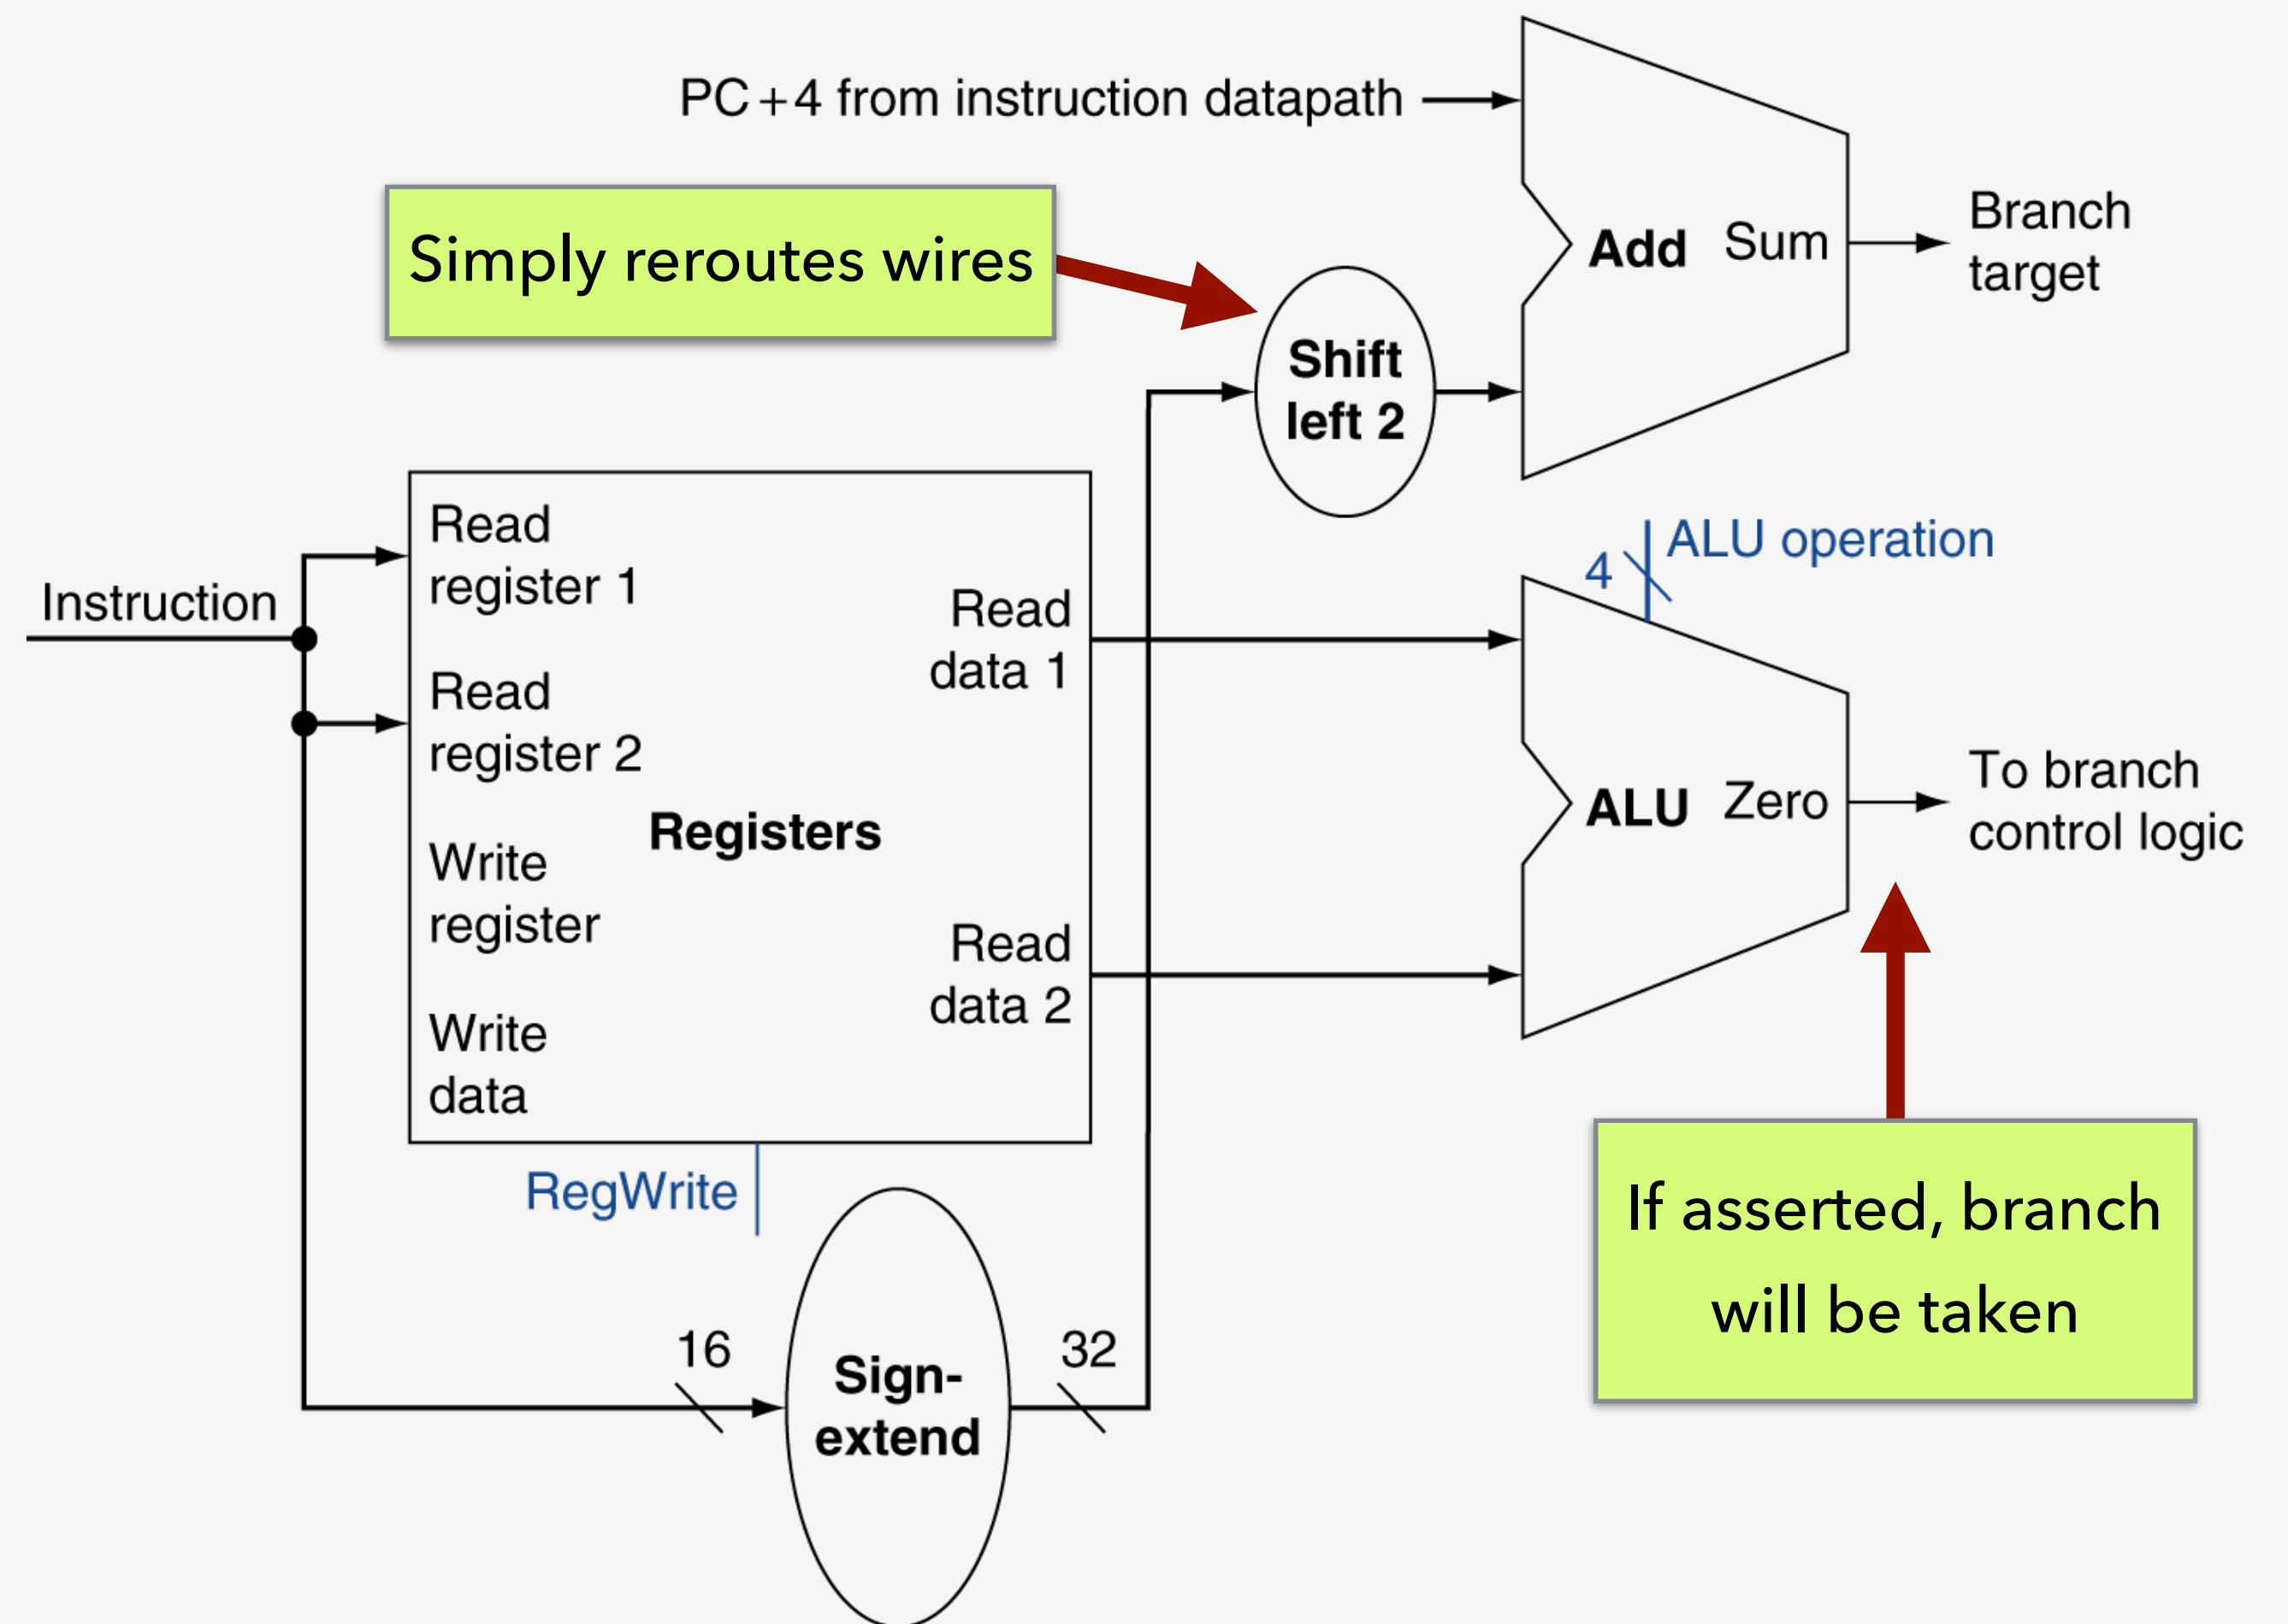 PC+4 from instruction datapath
Simply reroutes wires
Add Sum
Branch
target
Shift
left 2
ALU operation
4
Instruction
Read
register 1
Read
data 1
Read
register 2
Registers
Write
register
Read
data 2
Write
data
ALU Zero
To branch
control logic
RegWrite
If asserted, branch
will be taken
16
Sign-
extend
32